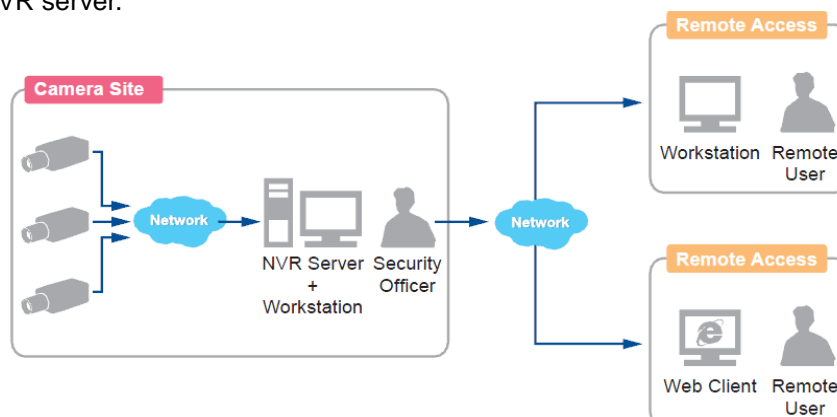 VR server.
Camera Site
Network
NVR Server
+
Workstation
Security
Officer
Network
Remote Access
Workstation
Remote
User
Remote Access
Web Client
Remote
User